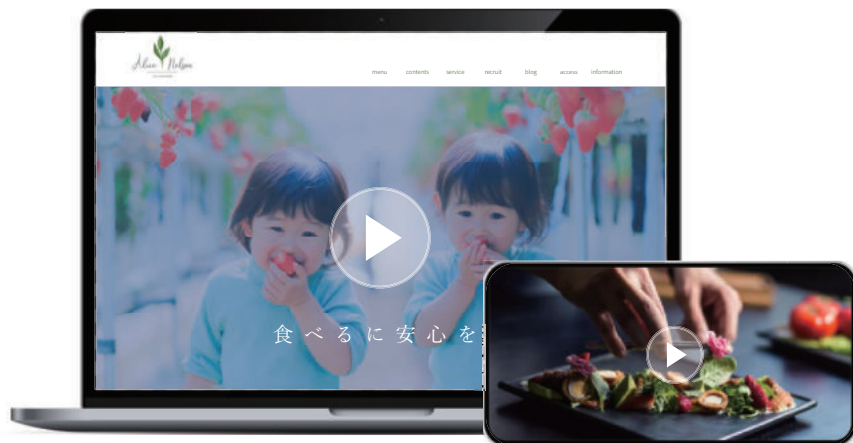 Alice Nelson
menu contents service recruit blog access information
食べるに安心を